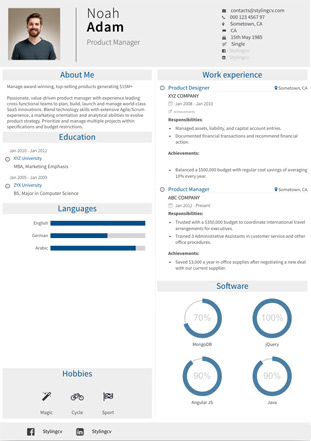 Noah
Adam
Product Manager
contacts@stylingcv.com
000 123 4567 97
Sometown, CA
CA
15th May 1985
Single
Stylingcv
Stylingcv
About Me
Manage award winning, top selling products generating $10M+
Passionate, value-driven product manager with experience leading
cross functional teams to plan, build, launch and manage world-class
SaaS innovations. Blend technology skills with extensive Agile/Scrum
experience, a marketing orientation and analytical abilities to evolve
product strategy. Prioritize and manage multiple projects within
specifications and budget restrictions.
Education
Jan 2010 - Jan 2012
XYZ University
MBA, Marketing Emphasis
Jan 2005 - Jan 2009
ZYX University
BS, Major in Computer Science
Languages
English
German
Arabic
Hobbies
Magic
Cycle
Sport
Work experience
Product Designer
Sometown, CA
XYZ COMPANY
Jan 2008 - Jan 2010
Responsibilities:
Managed assets, liability, and capital account entries.
Documented financial transactions and recommend financial
action.
Achievements:
Balanced a $500,000 budget with regular cost savings of averaging
10% every year.
Product Manager
Sometown, CA
ABC COMPANY
Jan 2012 - Present
Responsibilities:
Trusted with a $350,000 budget to coordinate international travel
arrangements for executives.
Trained 3 Administrative Assistants in customer service and other
office procedures.
Achievements:
Saved $3,000 a year in office supplies after negotiating a new deal
with our current supplier.
Software
70%
MongoDB
100%
jQuery
90%
Angular JS
90%
Java
Stylingcv
Stylingcv